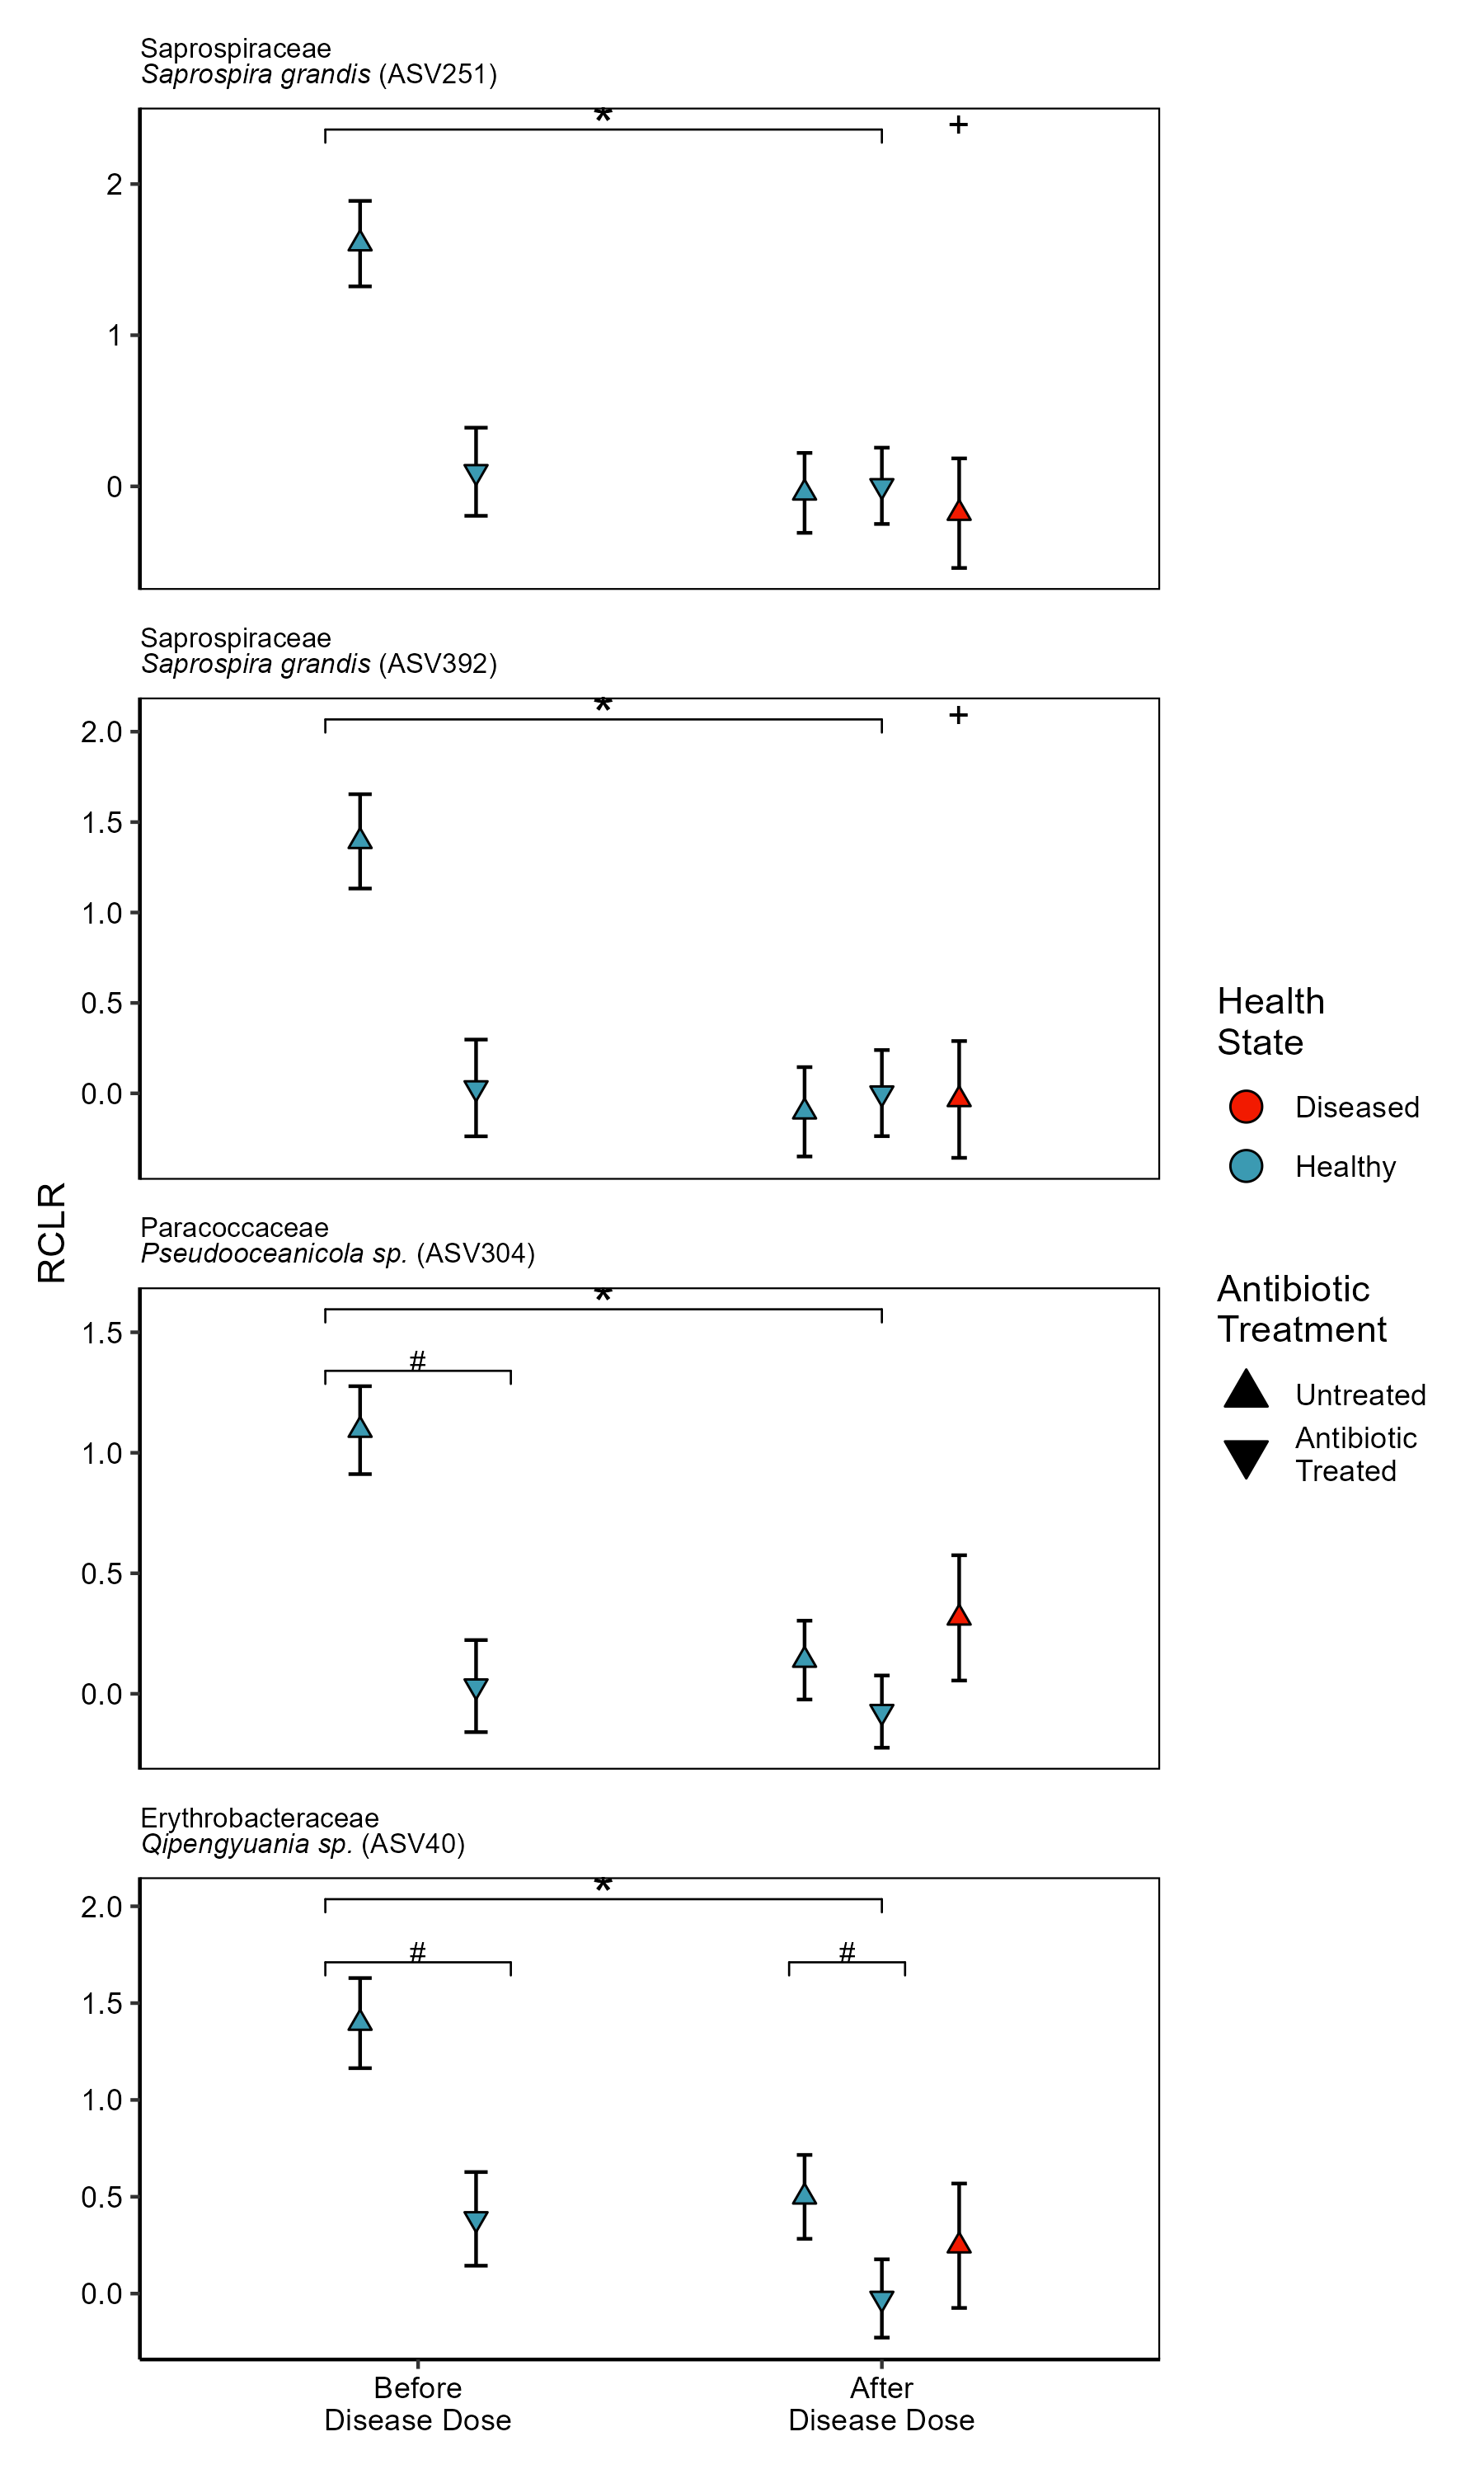 Saprospiraceae
Saprospira grandis (ASV251)
*
+
2
1
0
Saprospiraceae
Saprospira grandis (ASV392)
*
+
2.0
1.5
1.0
0.5
0.0
RCLR
Paracoccaceae
Pseudooceanicola sp. (ASV304)
*
#
1.5
1.0
0.5
0.0
Erythrobacteraceae
Qipengyuania sp. (ASV40)
*
#
#
2.0
1.5
1.0
0.5
0.0
Before
Disease Dose
After
Disease Dose
Health
State
Diseased
Healthy
Antibiotic
Treatment
Untreated
Antibiotic
Treated